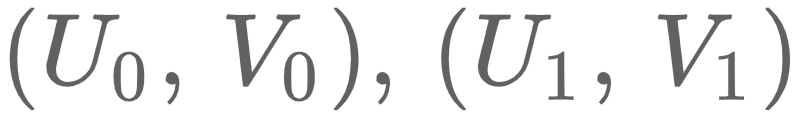 (U₀, V₀), (U₁, V₁)